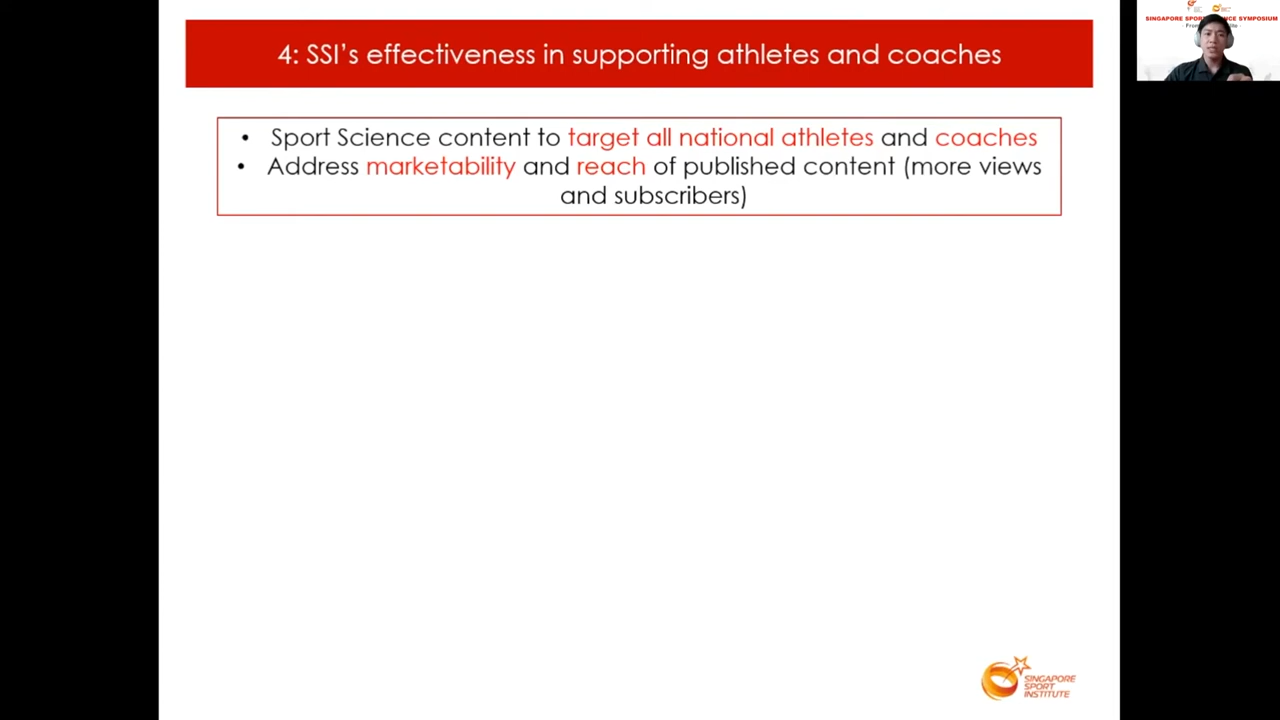 4: SSI's effectiveness in supporting athletes and coaches
• Sport Science content to target all national athletes and coaches
• Address marketability and reach of published content (more views
and subscribers)
SINGAPORE
SPORT
INSTITUTE